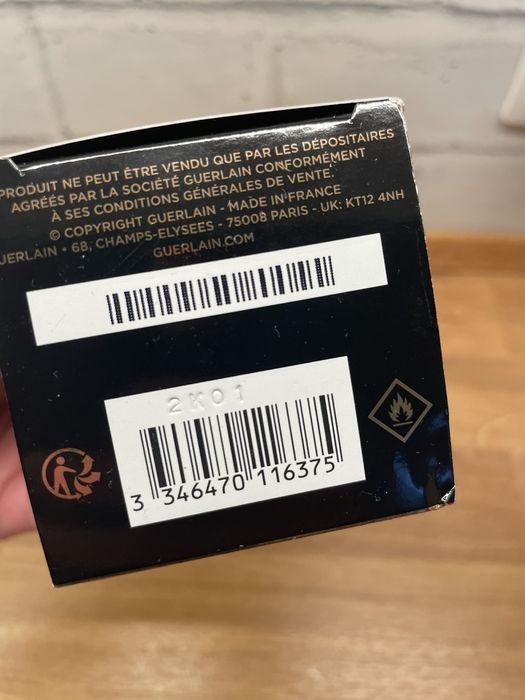 PRODUIT NE PEUT ÊTRE VENDU QUE PAR LES DÉPOSITAIRES
AGRÉÉS PAR LA SOCIÉTÉ GUERLAIN CONFORMÉMENT
À SES CONDITIONS GÉNÉRALES DE VENTE.
© COPYRIGHT GUERLAIN - MADE IN FRANCE
UERLAIN • 68, CHAMPS-ELYSEES - 75008 PARIS - UK: KT12 4NH
GUERLAIN.COM
2K01
3 346470 116375